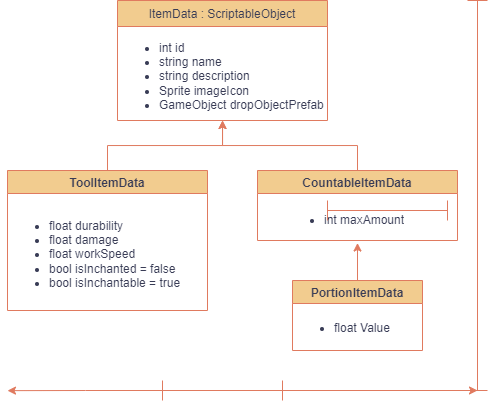 ItemData : ScriptableObject
int id
string name
string description
Sprite imageIcon
GameObject dropObjectPrefab
ToolItemData
float durability
float damage
float workSpeed
bool isInchanted = false
bool isInchantable = true
CountableItemData
int maxAmount
PortionItemData
float Value